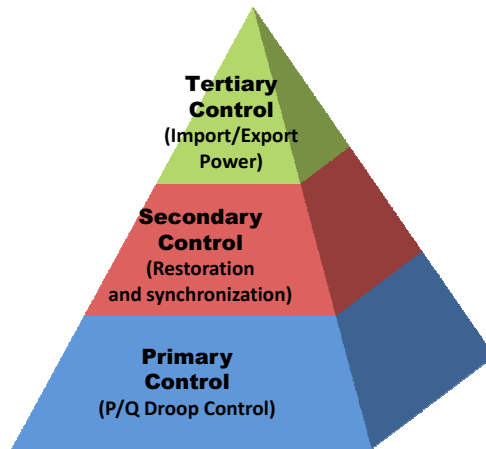 Tertiary
Control
(Import/Export
Power)
Secondary
Control
(Restoration
and synchronization)
Primary
Control
(P/Q Droop Control)